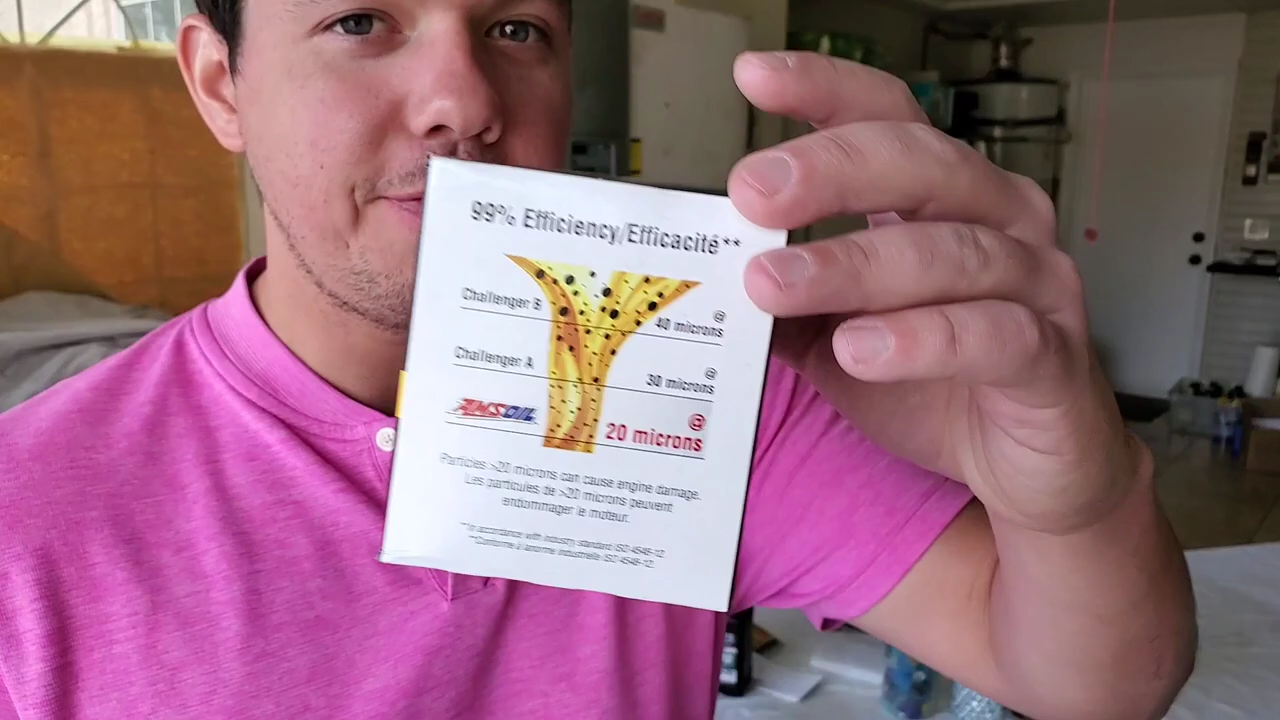 99% Efficiency/Efficacité**
Challenger B
@
40 microns
Challenger A
@
30 microns
AMSOIL
@
20 microns
Particles >20 microns can cause engine damage.
Les particules de >20 microns peuvent
endommager le moteur.
**In accordance with industry standard ISO 4548-12.
**Conforme à la norme industrielle ISO 4548-12.